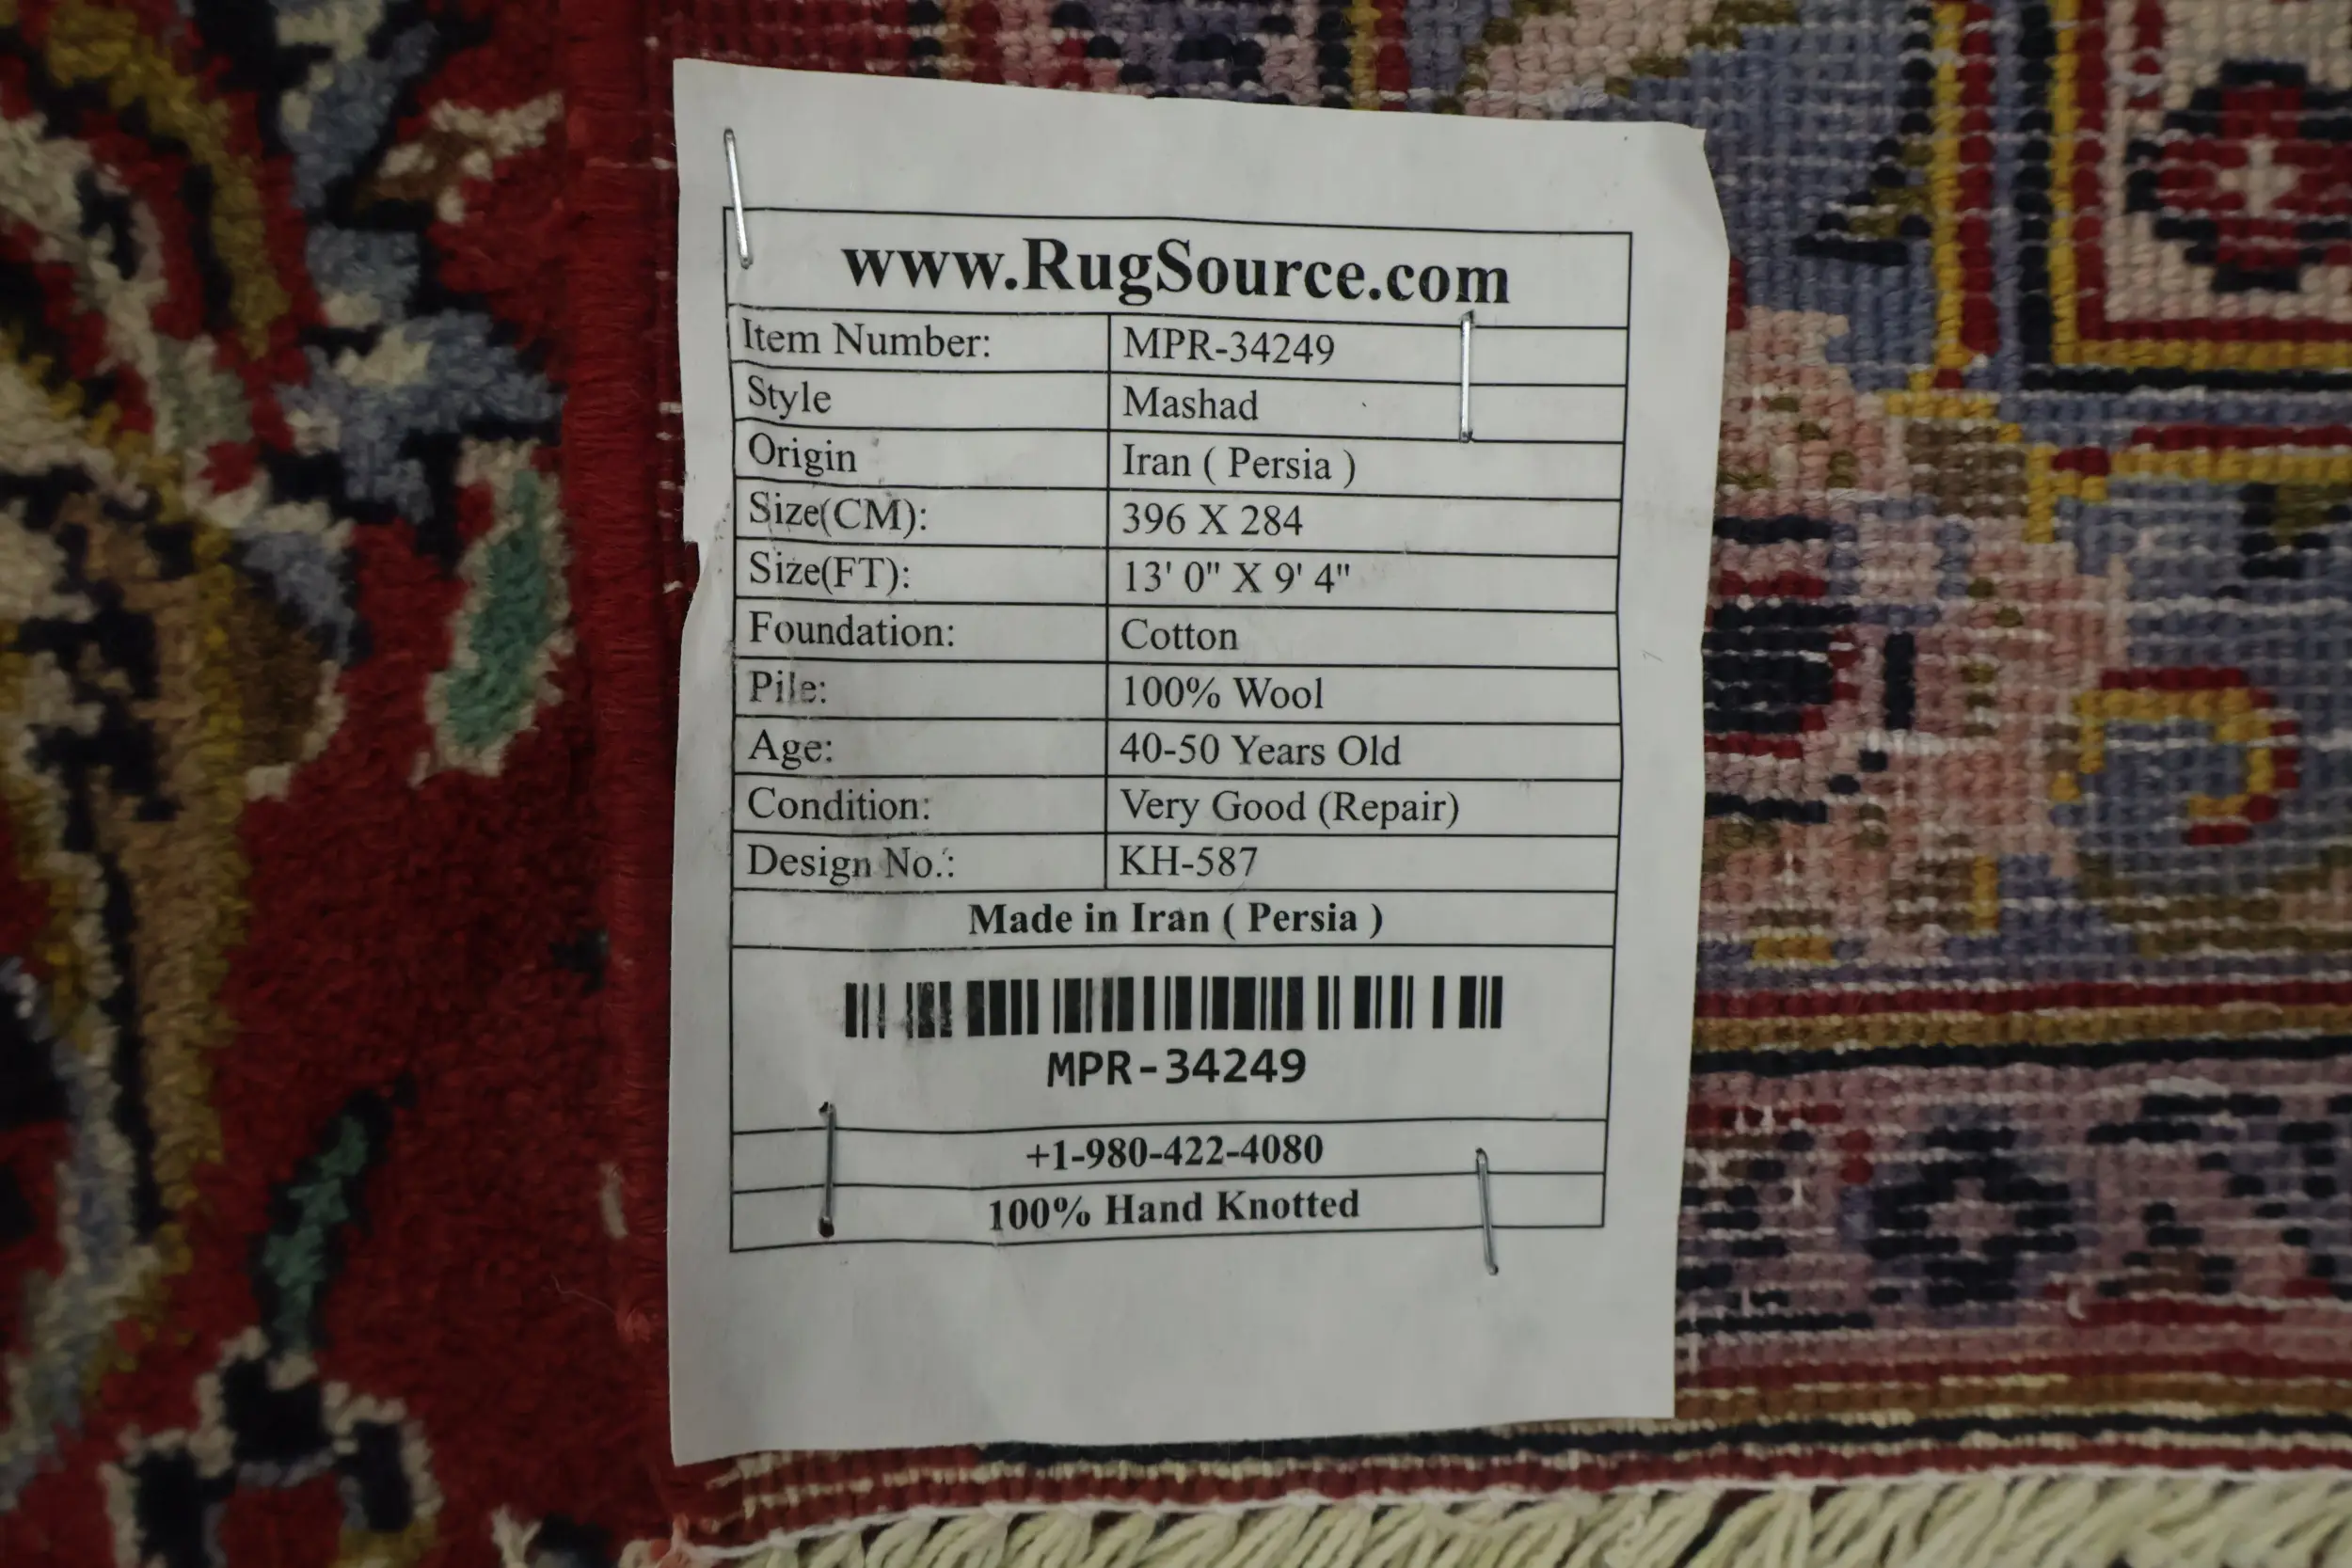 www.RugSource.com
Item Number: MPR-34249
Style Mashad
Origin Iran ( Persia )
Size(CM): 396 X 284
Size(FT): 13' 0" X 9' 4"
Foundation: Cotton
Pile: 100% Wool
Age: 40-50 Years Old
Condition: Very Good (Repair)
Design No.: KH-587
Made in Iran ( Persia )
MPR-34249
+1-980-422-4080
100% Hand Knotted